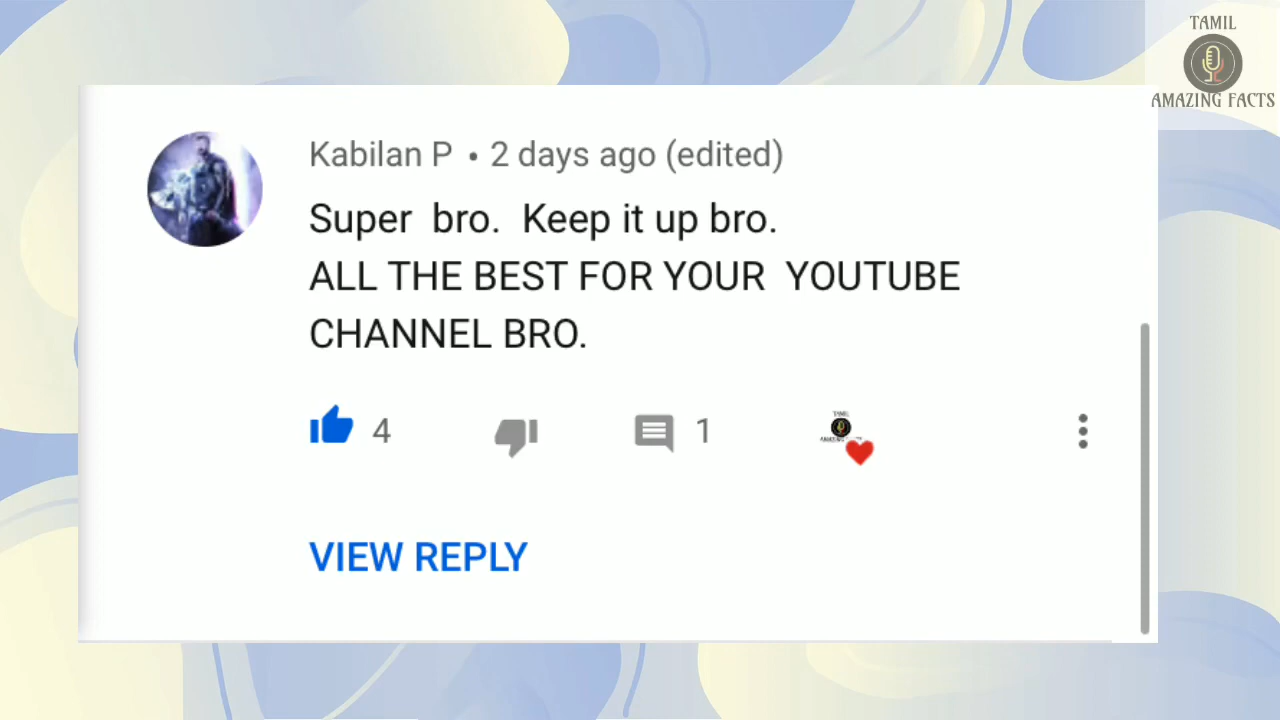 TAMIL
AMAZING FACTS
Kabilan P • 2 days ago (edited)
Super bro. Keep it up bro.
ALL THE BEST FOR YOUR YOUTUBE
CHANNEL BRO.
4
1
VIEW REPLY